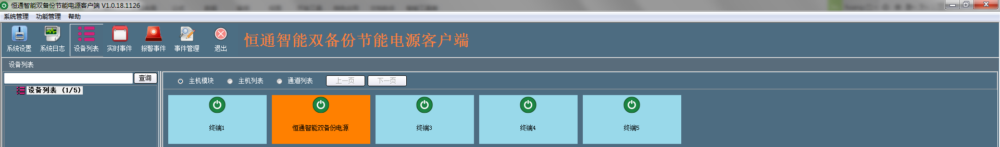 恒通智能双备份节能电源客户端 V1.0.18.1126
系统管理 功能管理 帮助
系统设置 系统日志 设备列表 实时事件 报警事件 事件管理 退出
恒通智能双备份节能电源客户端
设备列表
查询
主机模块 主机列表 通道列表 上一页 下一页
设备列表 (1/5)
终端1 恒通智能双备份电源 终端3 终端4 终端5